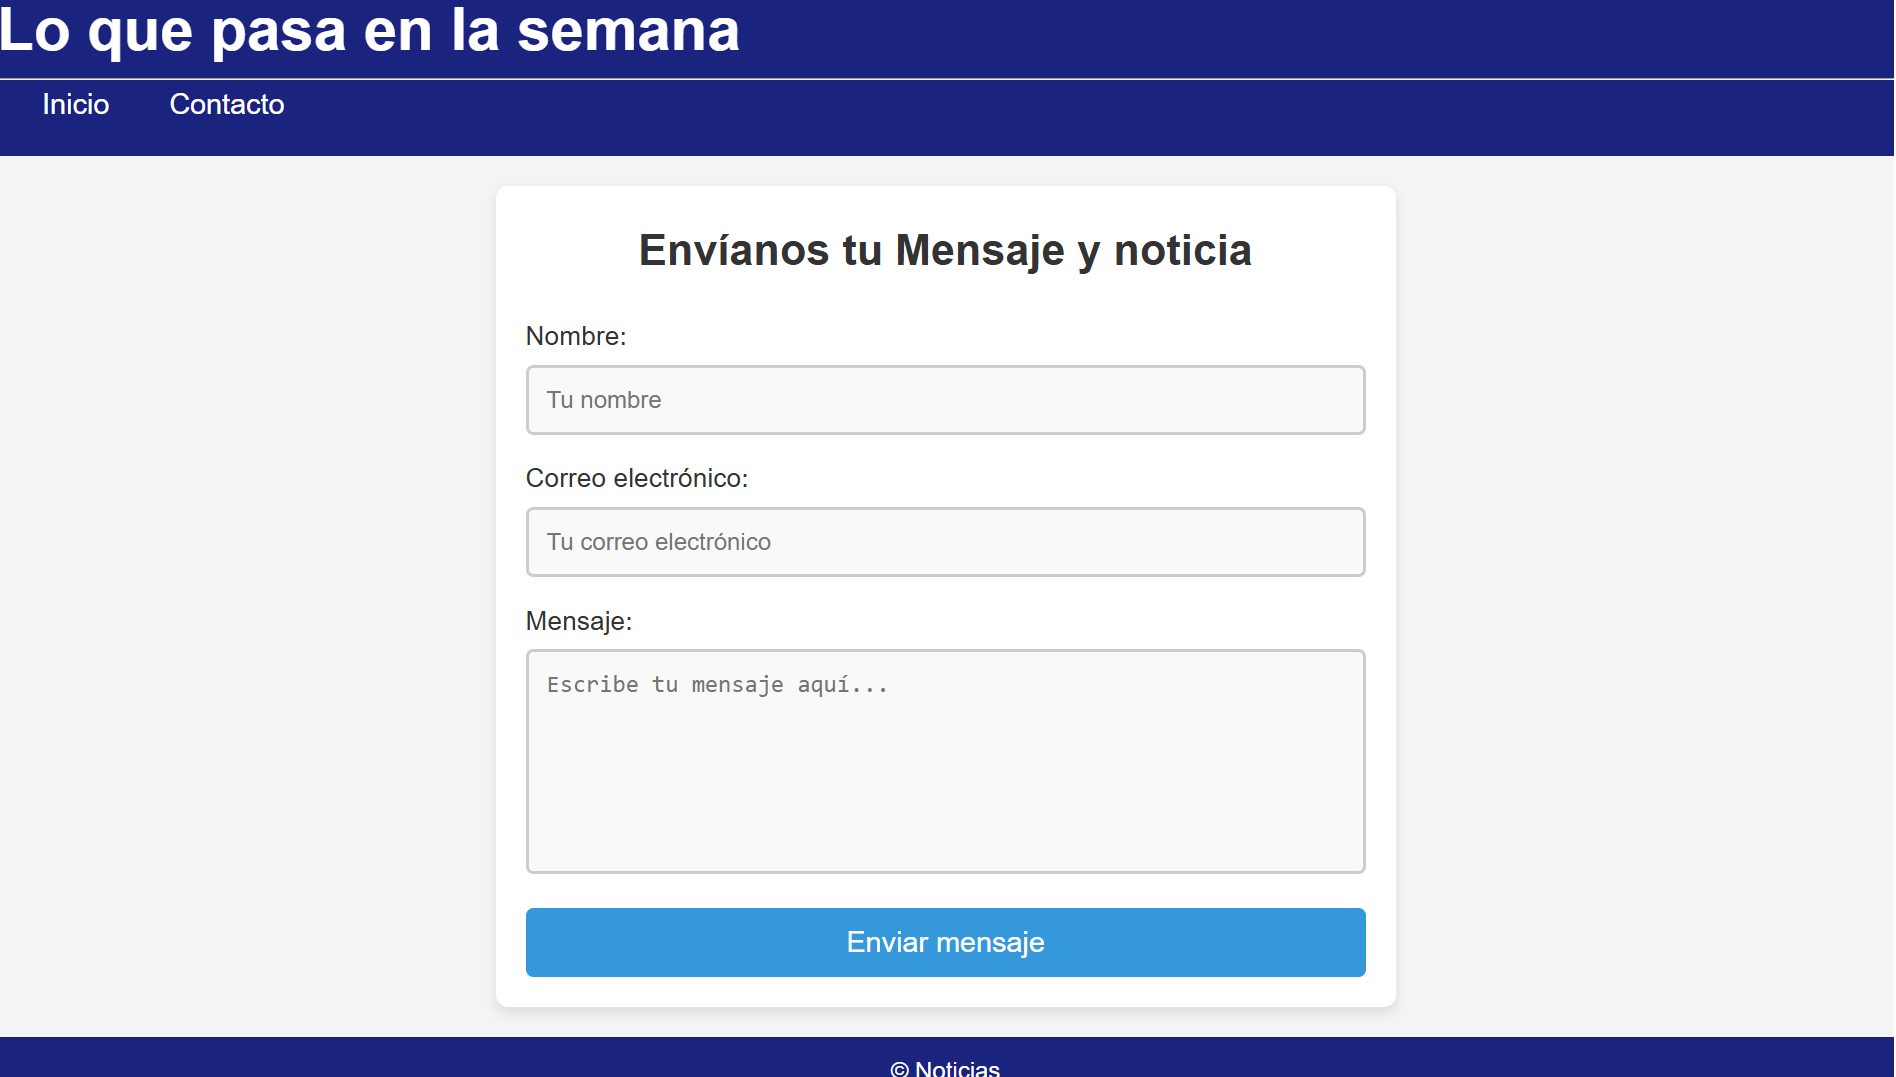 Lo que pasa en la semana
Inicio Contacto
Envíanos tu Mensaje y noticia
Nombre:
Tu nombre
Correo electrónico:
Tu correo electrónico
Mensaje:
Escribe tu mensaje aquí...
Enviar mensaje
© Noticias